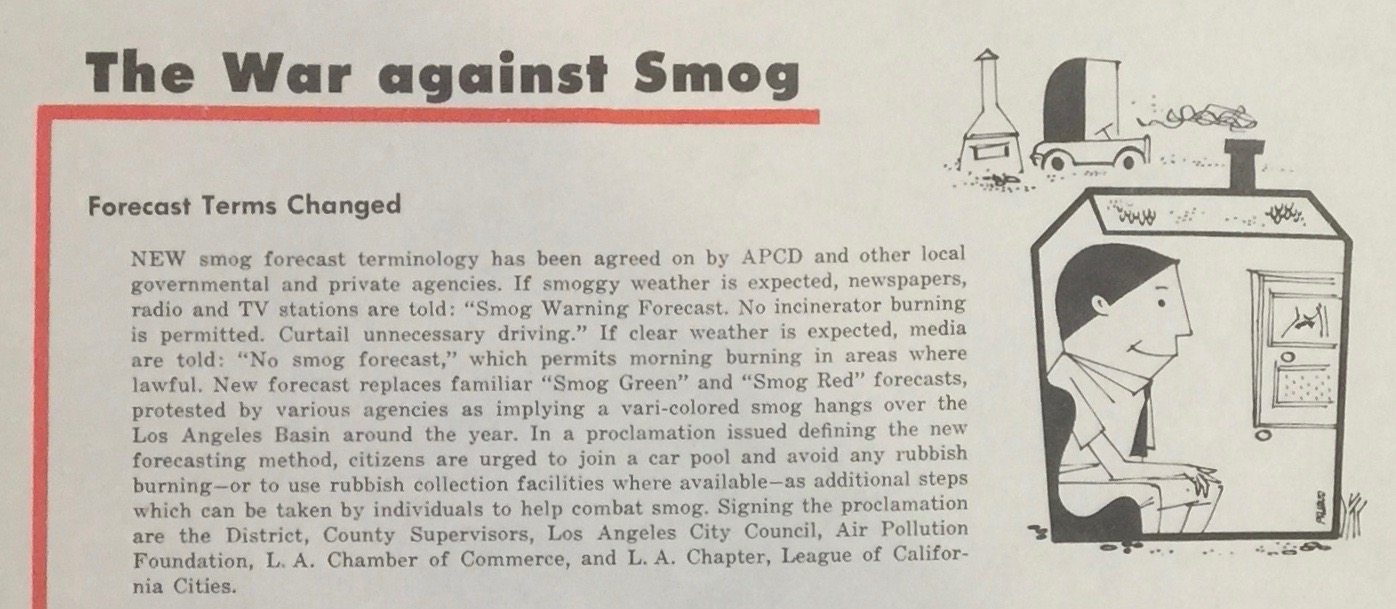 The War against Smog
Forecast Terms Changed
NEW smog forecast terminology has been agreed on by APCD and other local
governmental and private agencies. If smoggy weather is expected, newspapers,
radio and TV stations are told: “Smog Warning Forecast. No incinerator burning
is permitted. Curtail unnecessary driving.” If clear weather is expected, media
are told: “No smog forecast,” which permits morning burning in areas where
lawful. New forecast replaces familiar “Smog Green” and “Smog Red” forecasts,
protested by various agencies as implying a vari-colored smog hangs over the
Los Angeles Basin around the year. In a proclamation issued defining the new
forecasting method, citizens are urged to join a car pool and avoid any rubbish
burning—or to use rubbish collection facilities where available—as additional steps
which can be taken by individuals to help combat smog. Signing the proclamation
are the District, County Supervisors, Los Angeles City Council, Air Pollution
Foundation, L. A. Chamber of Commerce, and L. A. Chapter, League of Califor-
nia Cities.